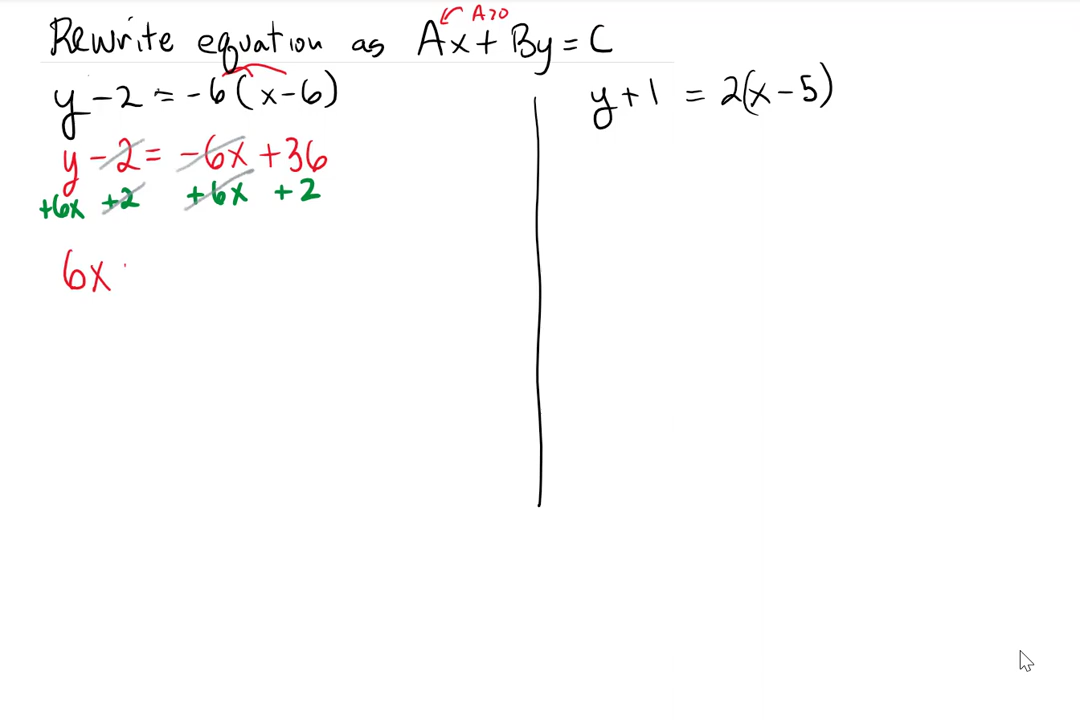 Rewrite equation as Ax + By = C
A>0
y - 2 = -6(x - 6)
y - 2 = -6x + 36
+6x +2 +6x +2
6x
y + 1 = 2(x - 5)